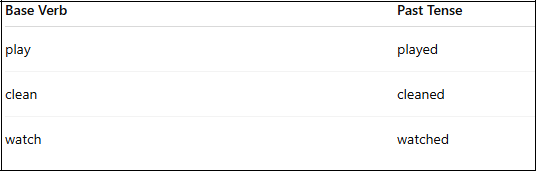 Base Verb Past Tense
play played
clean cleaned
watch watched